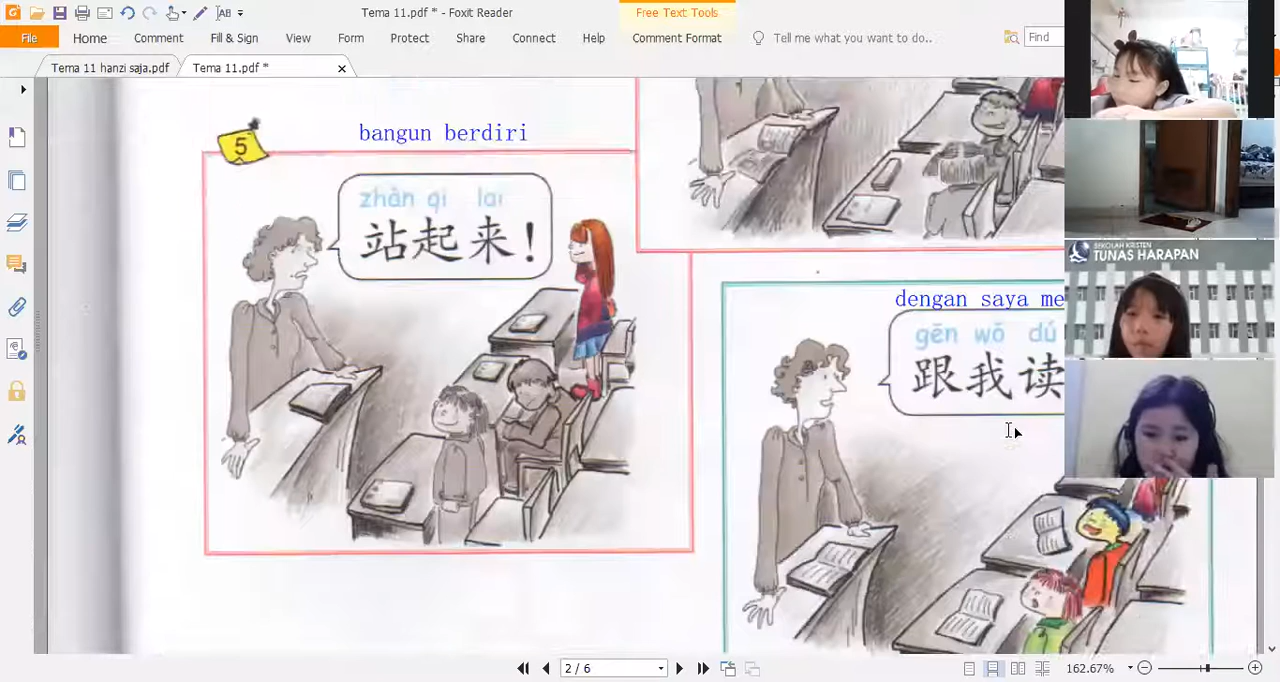 Tema 11.pdf * - Foxit Reader
Free Text Tools
File
Home
Comment
Fill & Sign
View
Form
Protect
Share
Connect
Help
Comment Format
Tell me what you want to do..
Find
Tema 11 hanzi saja.pdf
Tema 11.pdf *
5
bangun berdiri
zhàn qi lai
站起来！
dengan saya me
gēn wǒ dú
跟我读
SEKOLAH KRISTEN
TUNAS HARAPAN
2 / 6
162.67%